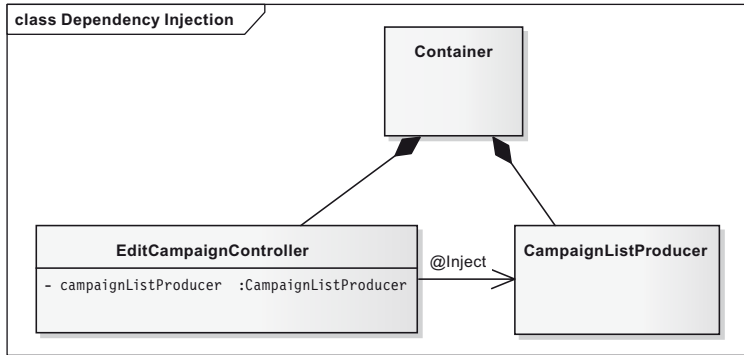 class Dependency Injection
Container
EditCampaignController
- campaignListProducer :CampaignListProducer
@Inject
CampaignListProducer